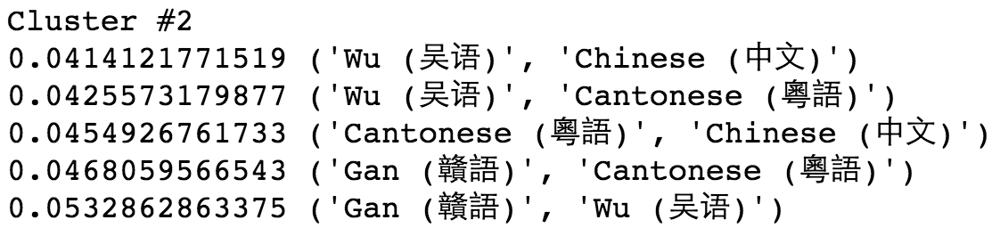 Cluster #2
0.0414121771519 ('Wu (吴语)', 'Chinese (中文)')
0.0425573179877 ('Wu (吴语)', 'Cantonese (粵語)')
0.0454926761733 ('Cantonese (粵語)', 'Chinese (中文)')
0.0468059566543 ('Gan (贛語)', 'Cantonese (粵語)')
0.0532862863375 ('Gan (贛語)', 'Wu (吴语)')